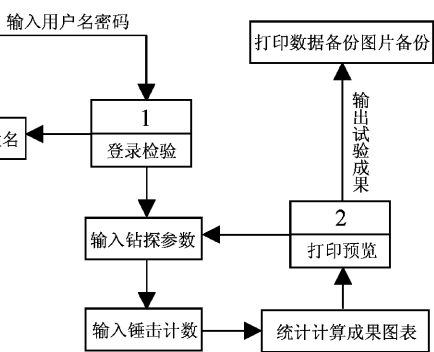 输入用户名密码
打印数据备份图片备份
1
登录检验
名
输出试验成果
2
打印预览
输入钻探参数
输入锤击计数
统计计算成果图表